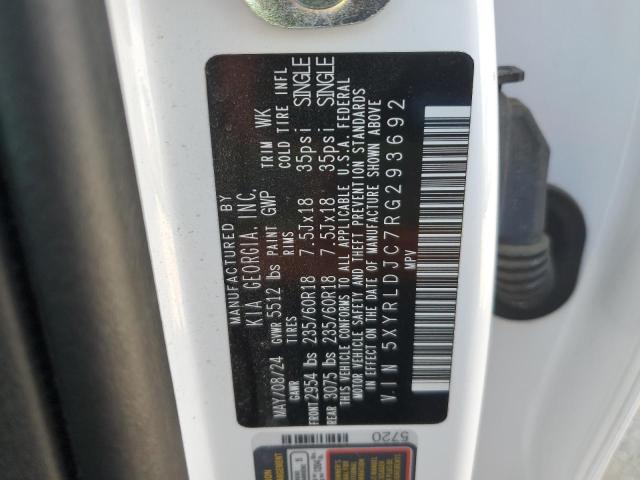 MANUFACTURED BY
KIA GEORGIA, INC.
MAY/08/24 GVWR 5512 lbs PAINT GWP TRIM WK
GAWR TIRES RIMS COLD TIRE INFL
FRONT 2954 lbs 235/60R18 7.5Jx18 35psi SINGLE
REAR 3075 lbs 235/60R18 7.5Jx18 35psi SINGLE
THIS VEHICLE CONFORMS TO ALL APPLICABLE U.S.A. FEDERAL
MOTOR VEHICLE SAFETY AND THEFT PREVENTION STANDARDS
IN EFFECT ON THE DATE OF MANUFACTURE SHOWN ABOVE
VIN 5XYRLDJC7RG293692
MPV
5720